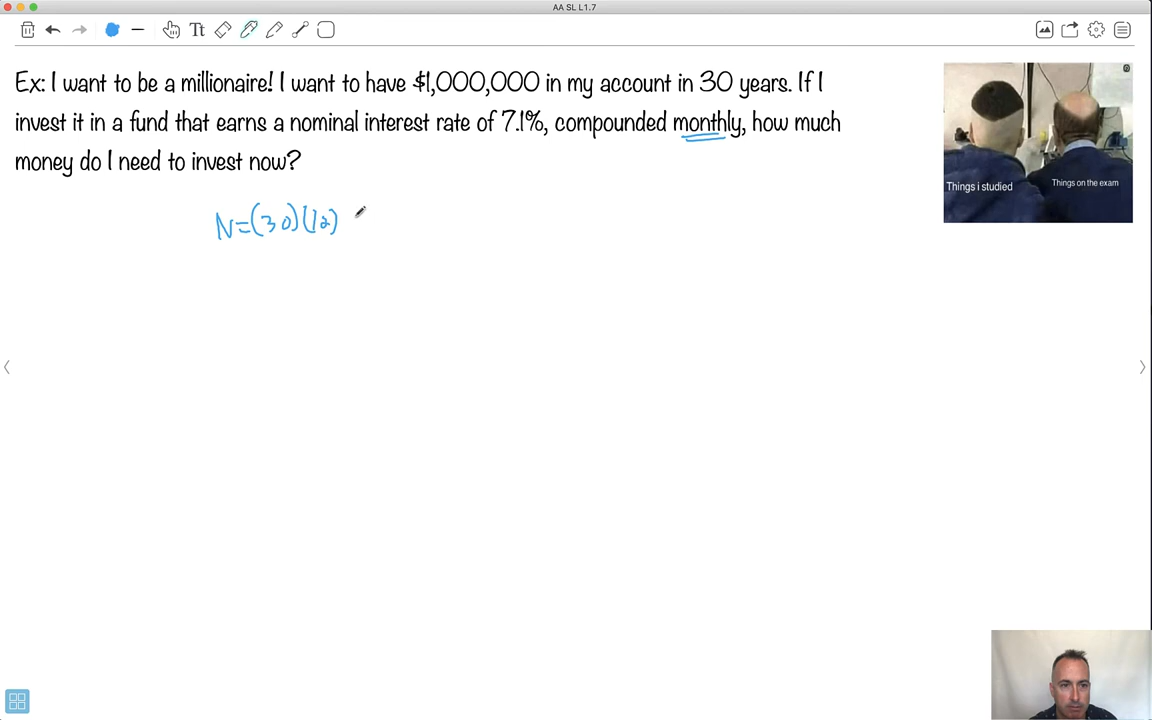 AA SL L1.7
Tt
Ex: I want to be a millionaire! I want to have $1,000,000 in my account in 30 years. If I
invest it in a fund that earns a nominal interest rate of 7.1%, compounded monthly, how much
money do I need to invest now?
Things i studied
Things on the exam
N=(30)(12)